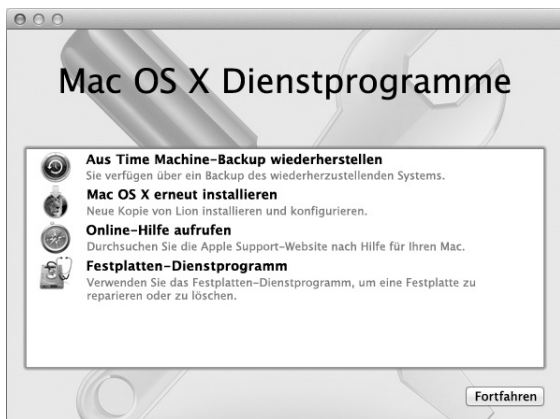 Mac OS X Dienstprogramme
Aus Time Machine-Backup wiederherstellen
Sie verfügen über ein Backup des wiederherzustellenden Systems.
Mac OS X erneut installieren
Neue Kopie von Lion installieren und konfigurieren.
Online-Hilfe aufrufen
Durchsuchen Sie die Apple Support-Website nach Hilfe für Ihren Mac.
Festplatten-Dienstprogramm
Verwenden Sie das Festplatten-Dienstprogramm, um eine Festplatte zu
reparieren oder zu löschen.
Fortfahren